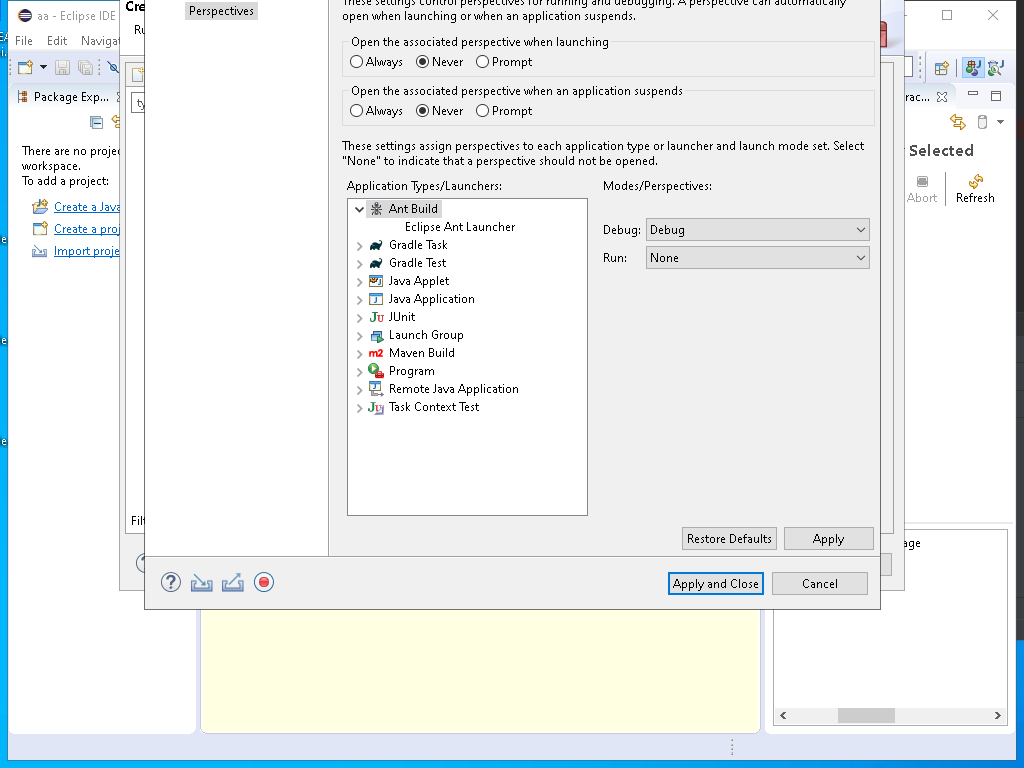 aa - Eclipse IDE
File Edit Navigat
Package Exp...
There are no proje
workspace.
To add a project:
Create a Java
Create a proj
Import proje
Cre
Ru
ty
Filt
Perspectives
These settings control perspectives for running and debugging. A perspective can automatically
open when launching or when an application suspends.
Open the associated perspective when launching
Always Never Prompt
Open the associated perspective when an application suspends
Always Never Prompt
These settings assign perspectives to each application type or launcher and launch mode set. Select
"None" to indicate that a perspective should not be opened.
Application Types/Launchers:
Ant Build
Eclipse Ant Launcher
Gradle Task
Gradle Test
Java Applet
Java Application
JUnit
Launch Group
Maven Build
Program
Remote Java Application
Task Context Test
Modes/Perspectives:
Debug: Debug
Run: None
Restore Defaults Apply
Apply and Close Cancel
rac...
Selected
Abort Refresh
age